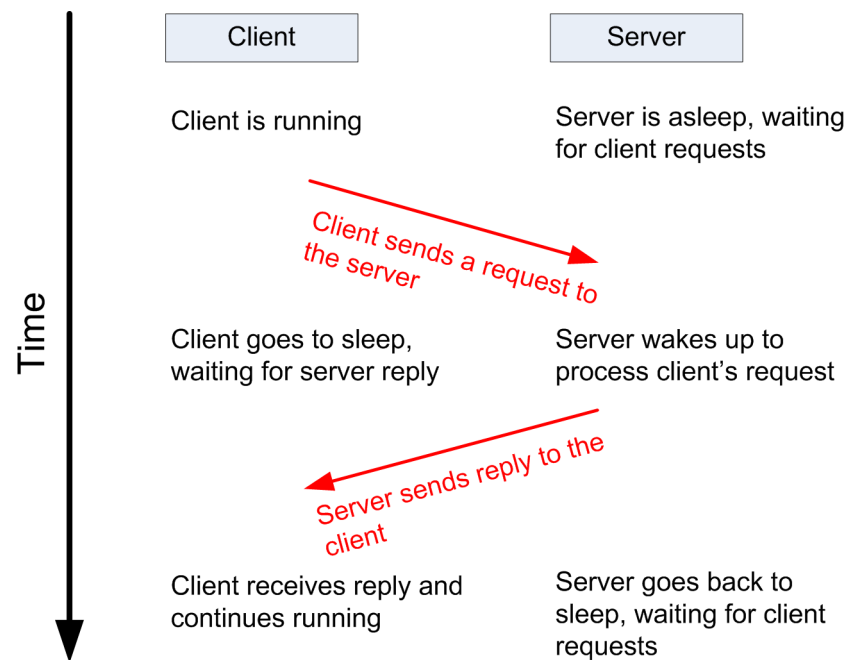 Client
Server
Client is running
Server is asleep, waiting
for client requests
Client sends a request to
the server
Time
Client goes to sleep,
waiting for server reply
Server wakes up to
process client's request
Server sends reply to the
client
Client receives reply and
continues running
Server goes back to
sleep, waiting for client
requests